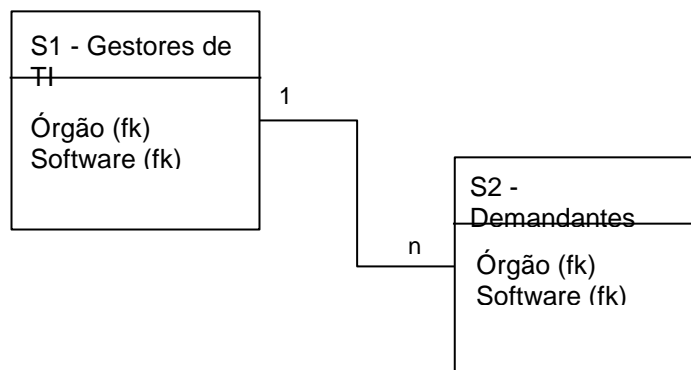 S1 - Gestores de
TI
Órgão (fk)
Software (fk)
1
n
S2 -
Demandantes
Órgão (fk)
Software (fk)